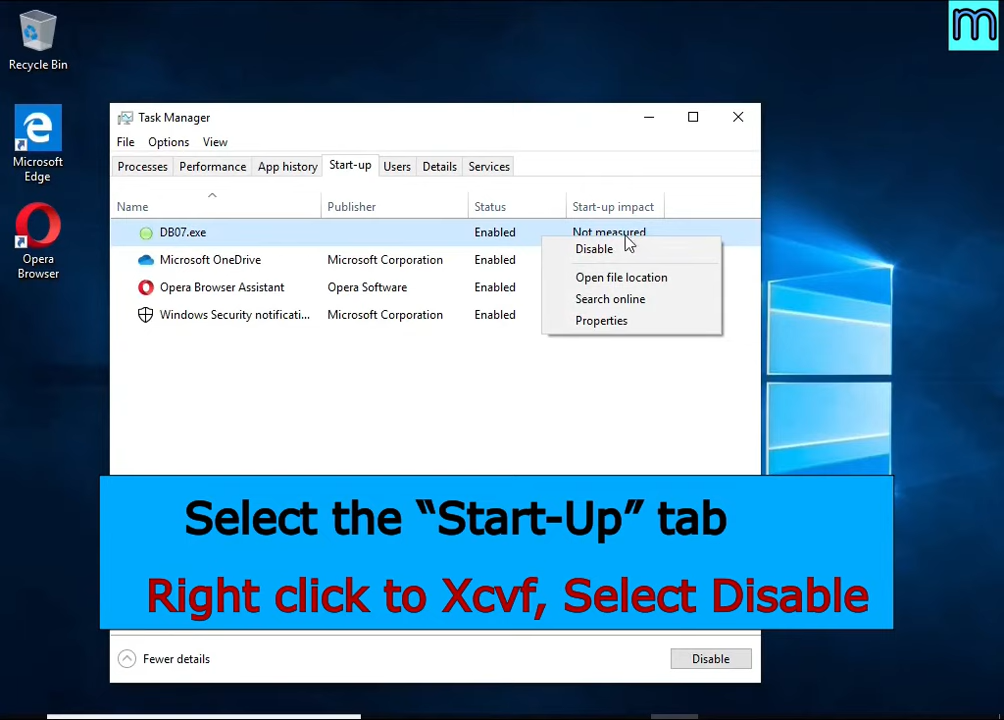 m
Recycle Bin
Microsoft
Edge
Opera
Browser
Task Manager
File Options View
Processes Performance App history Start-up Users Details Services
Name Publisher Status Start-up impact
DB07.exe Enabled Not measured
Microsoft OneDrive Microsoft Corporation Enabled
Opera Browser Assistant Opera Software Enabled
Windows Security notificati... Microsoft Corporation Enabled
Disable
Open file location
Search online
Properties
Select the “Start-Up” tab
Right click to Xcvf, Select Disable
Fewer details Disable